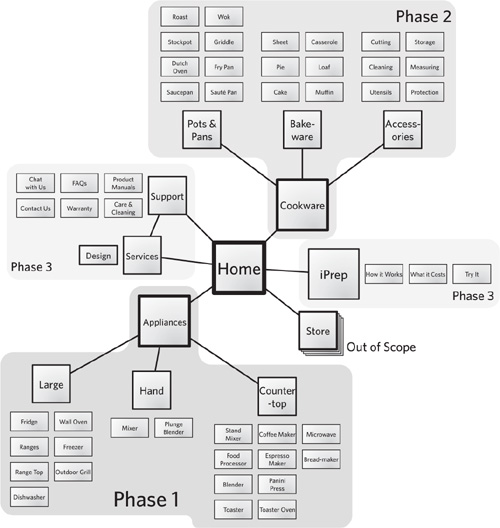 Phase 2
Roast
Wok
Stockpot
Griddle
Dutch
Oven
Fry Pan
Saucepan
Sauté Pan
Sheet
Casserole
Pie
Loaf
Cake
Muffin
Cutting
Storage
Cleaning
Measuring
Utensils
Protection
Pots &
Pans
Bake-
ware
Access-
ories
Cookware
Chat
with Us
FAQs
Product
Manuals
Contact Us
Warranty
Care &
Cleaning
Support
Design
Services
Phase 3
Home
iPrep
How it Works
What it Costs
Try It
Phase 3
Store
Out of Scope
Appliances
Large
Hand
Counter
-top
Fridge
Wall Oven
Ranges
Freezer
Range Top
Outdoor Grill
Dishwasher
Mixer
Plunge
Blender
Stand
Mixer
Coffee Maker
Microwave
Food
Processor
Espresso
Maker
Bread-maker
Blender
Panini
Press
Toaster
Toaster Oven
Phase 1